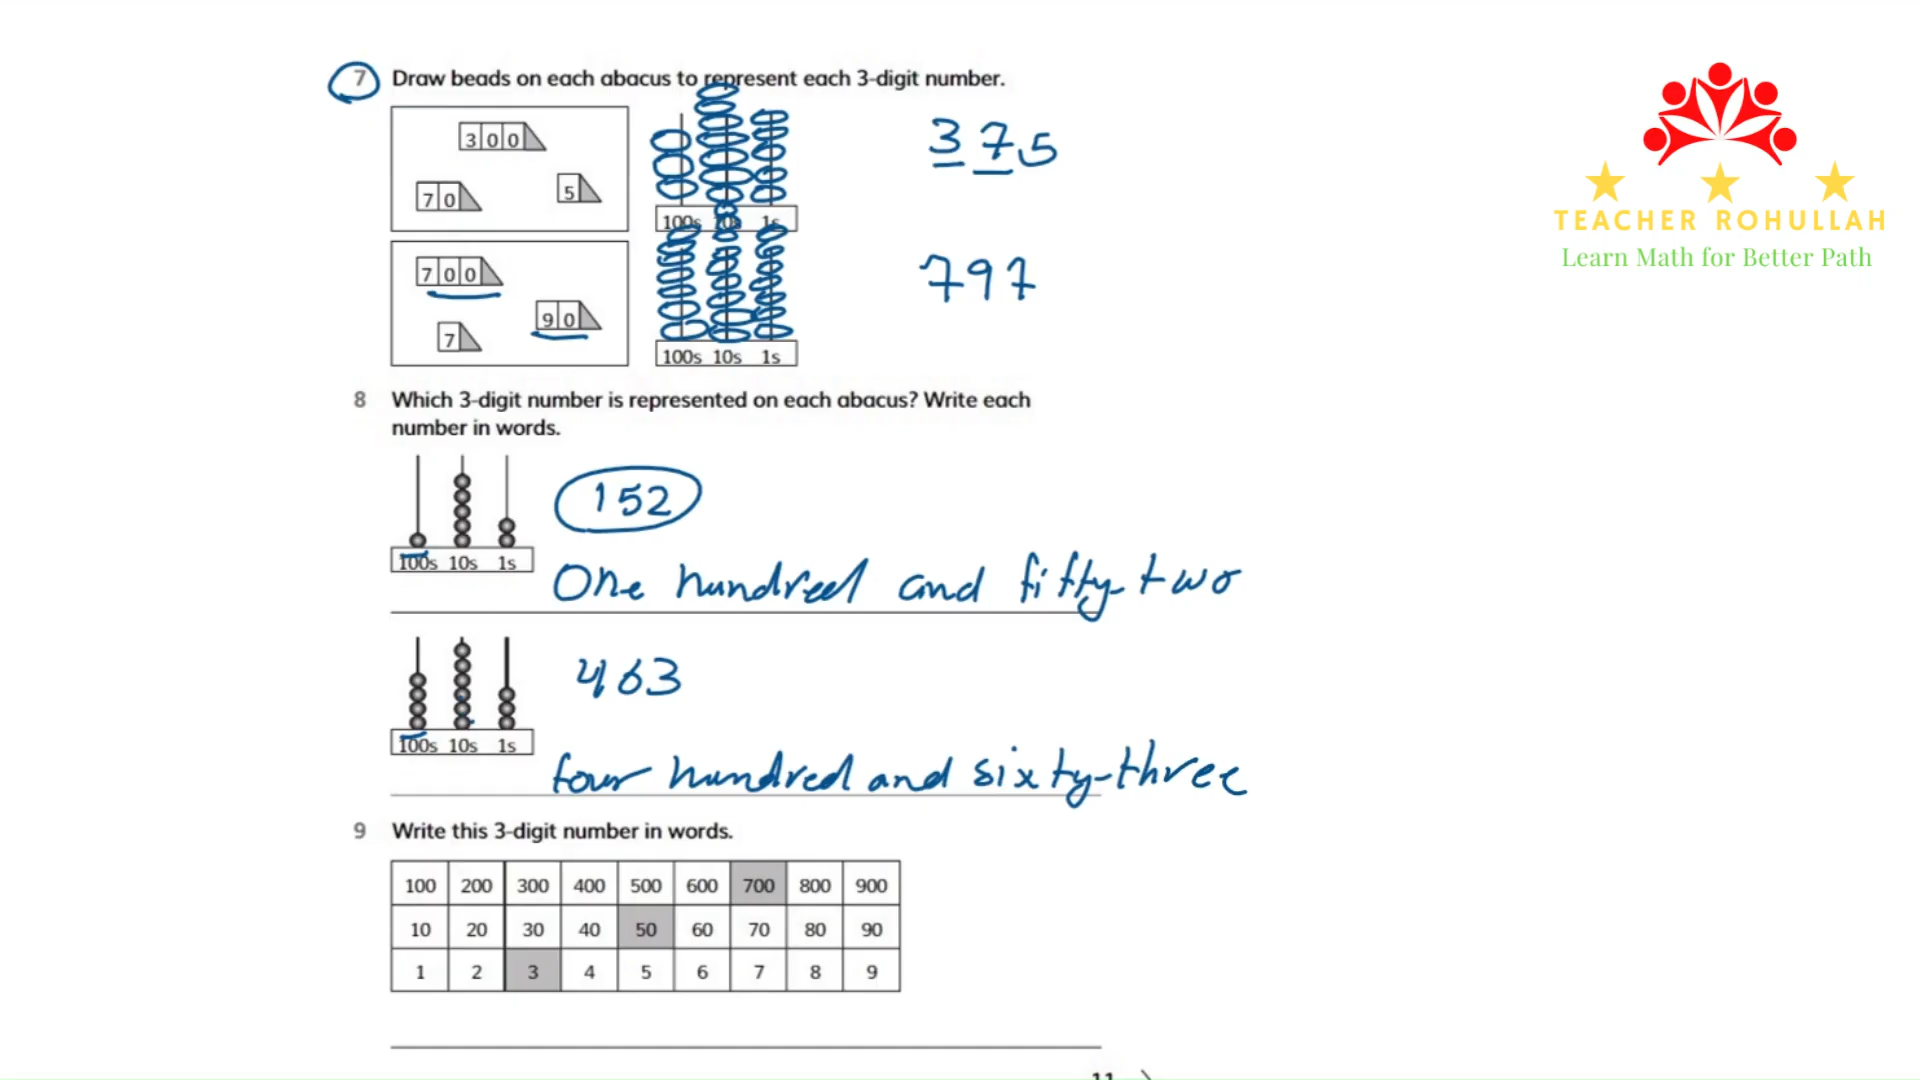 7 Draw beads on each abacus to represent each 3-digit number.
300
70
5
100s 10s 1s
375
700
90
7
100s 10s 1s
797
TEACHER ROHULLAH
Learn Math for Better Path
8 Which 3-digit number is represented on each abacus? Write each
number in words.
152
100s 10s 1s
One hundred and fifty-two
463
100s 10s 1s
four hundred and sixty-three
9 Write this 3-digit number in words.
100 200 300 400 500 600 700 800 900
10 20 30 40 50 60 70 80 90
1 2 3 4 5 6 7 8 9
11